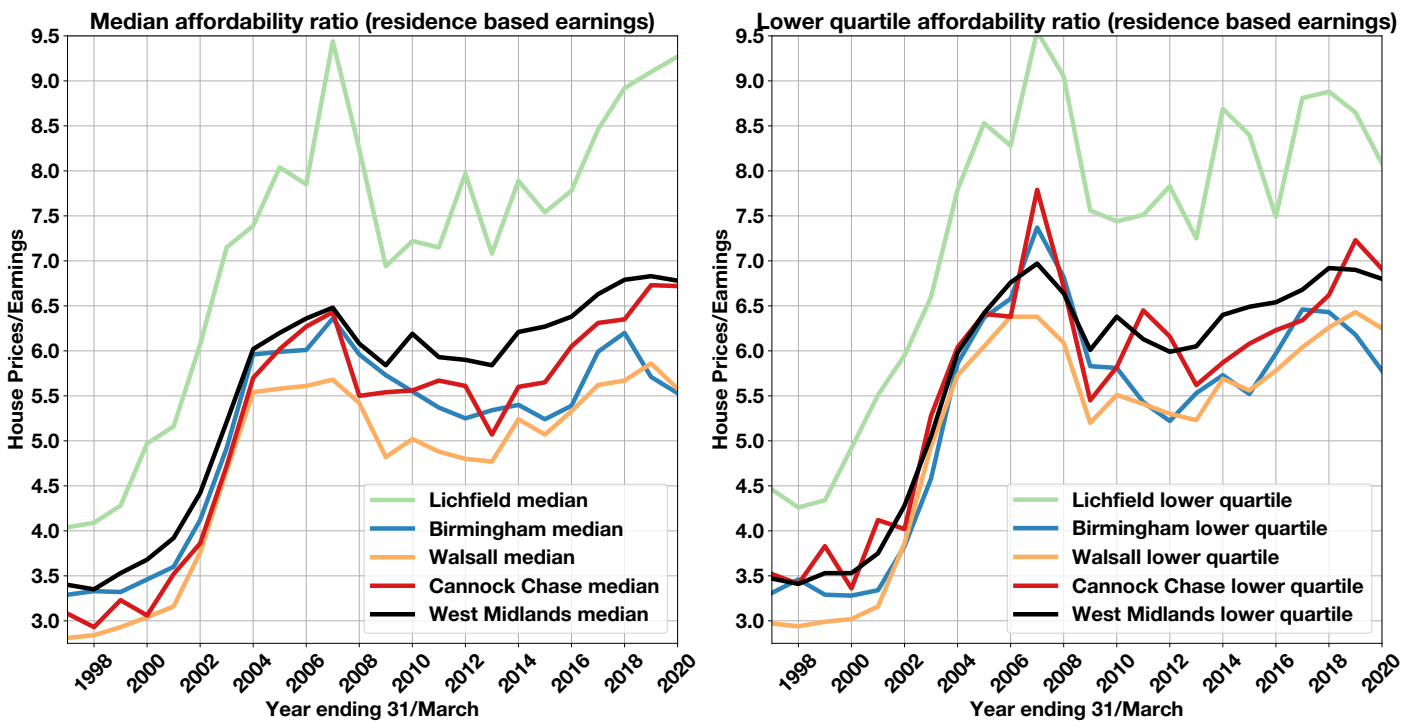 Median affordability ratio (residence based earnings)
9.5
9.0
8.5
8.0
7.5
7.0
6.5
6.0
5.5
5.0
4.5
4.0
3.5
3.0
House Prices/Earnings
Lichfield median
Birmingham median
Walsall median
Cannock Chase median
West Midlands median
1998 2000 2002 2004 2006 2008 2010 2012 2014 2016 2018 2020
Year ending 31/March
Lower quartile affordability ratio (residence based earnings)
9.5
9.0
8.5
8.0
7.5
7.0
6.5
6.0
5.5
5.0
4.5
4.0
3.5
3.0
House Prices/Earnings
Lichfield lower quartile
Birmingham lower quartile
Walsall lower quartile
Cannock Chase lower quartile
West Midlands lower quartile
1998 2000 2002 2004 2006 2008 2010 2012 2014 2016 2018 2020
Year ending 31/March